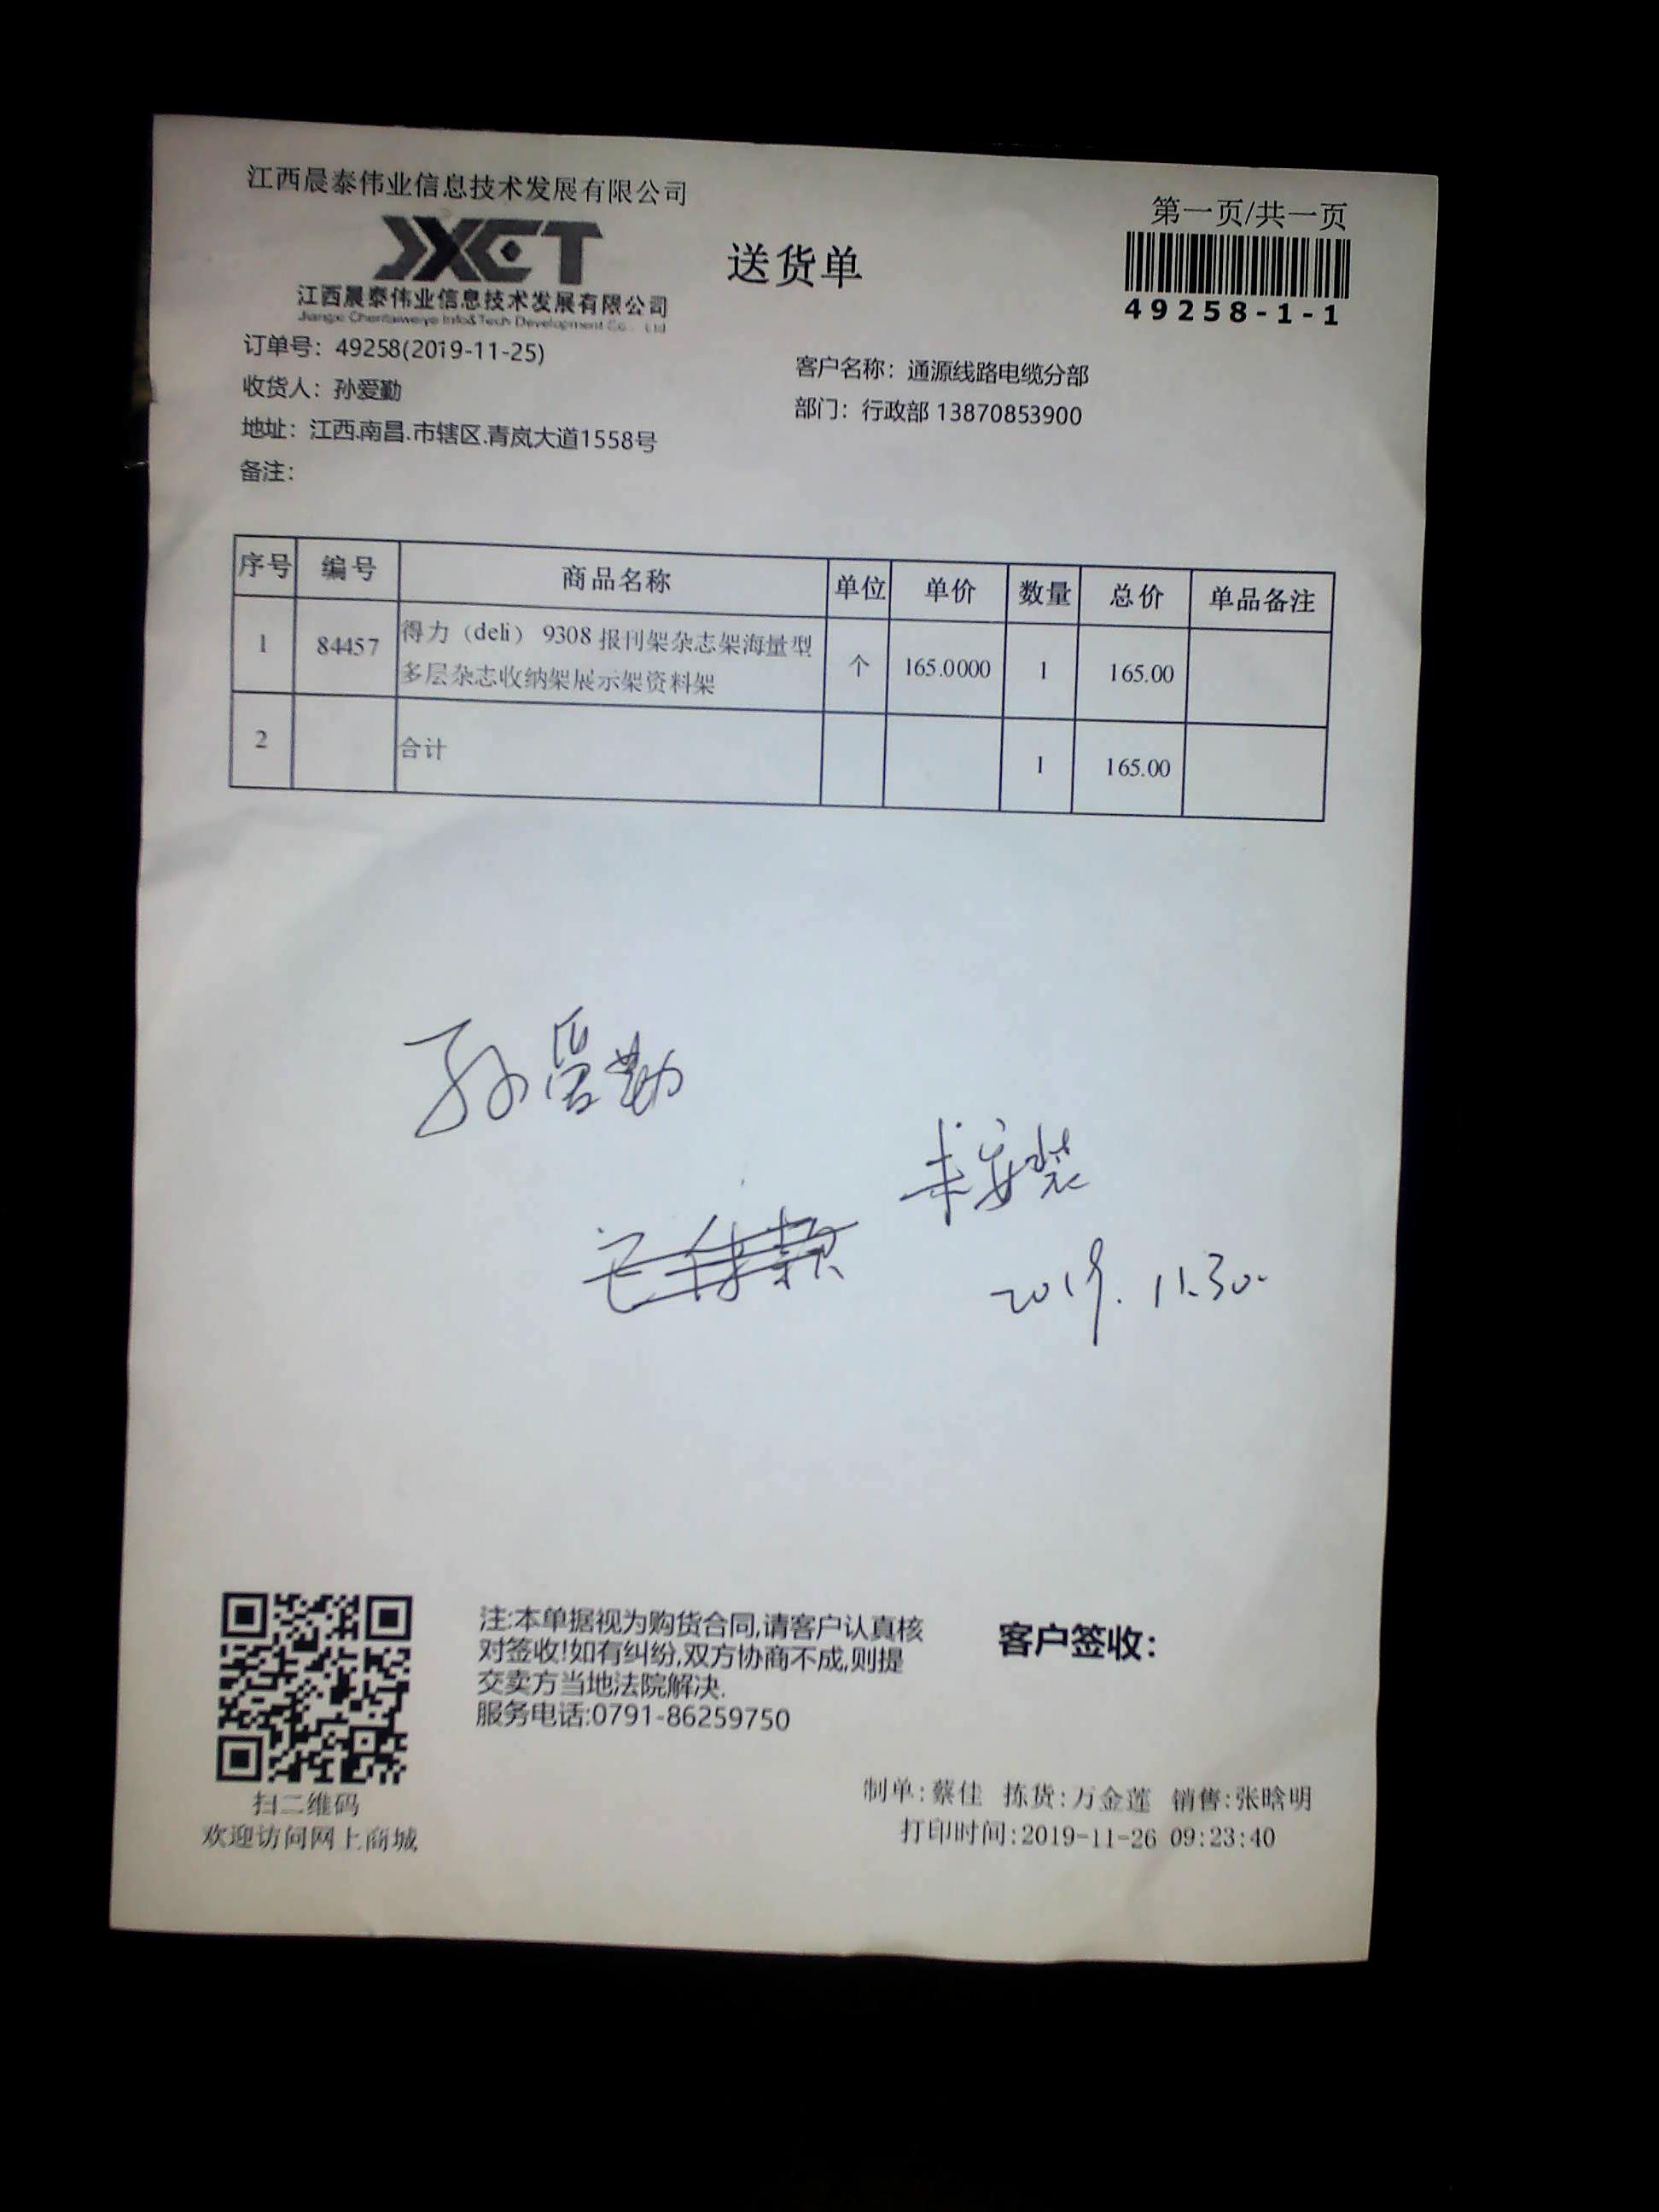 江西晨泰伟业信息技术发展有限公司
第一页/共一页
JXCT
送货单
江西晨泰伟业信息技术发展有限公司
Jiangxi Chentaiweiye Info&Tech Development Co., Ltd
49258-1-1
订单号：49258(2019-11-25)
客户名称：通源线路电缆分部
收货人：孙爱勤
部门：行政部 13870853900
地址：江西.南昌.市辖区.青岚大道1558号
备注：
序号 编号 商品名称 单位 单价 数量 总价 单品备注
1 84457 得力（deli） 9308 报刊架杂志架海量型 个 165.0000 1 165.00
多层杂志收纳架展示架资料架
2 合计 1 165.00
孙爱勤
未安装
2019.11.30.
注:本单据视为购货合同,请客户认真核
对签收!如有纠纷,双方协商不成,则提
交卖方当地法院解决.
服务电话:0791-86259750
客户签收：
扫二维码
欢迎访问网上商城
制单:蔡佳 拣货:万金莲 销售:张晗明
打印时间:2019-11-26 09:23:40